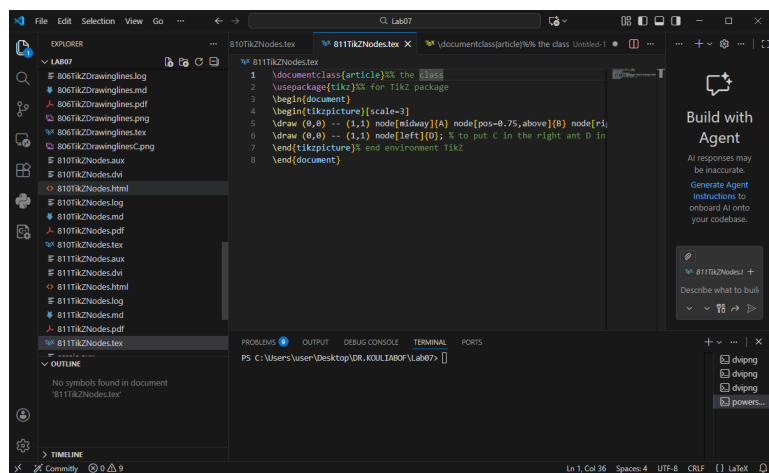 File Edit Selection View Go ... Lab07
EXPLORER
LAB07
806TikZDrawinglines.log
806TikZDrawinglines.md
806TikZDrawinglines.pdf
806TikZDrawinglines.png
806TikZDrawinglines.tex
806TikZDrawinglinesC.png
810TikZNodes.aux
810TikZNodes.dvi
810TikZNodes.html
810TikZNodes.log
810TikZNodes.md
810TikZNodes.pdf
810TikZNodes.tex
811TikZNodes.aux
811TikZNodes.dvi
811TikZNodes.html
811TikZNodes.log
811TikZNodes.md
811TikZNodes.pdf
811TikZNodes.tex
OUTLINE
No symbols found in document
'811TikZNodes.tex'
TIMELINE
810TikZNodes.tex 811TikZNodes.tex \documentclass{article}%% the class Untitled-1
811TikZNodes.tex
1 \documentclass{article}%% the class
2 \usepackage{tikz}%% for TikZ package
3 \begin{document}
4 \begin{tikzpicture}[scale=3]
5 \draw (0,0) -- (1,1) node[midway]{A} node[pos=0.75,above]{B} node[ri
6 \draw (0,0) -- (1,1) node[left]{D}; % to put C in the right ant D in
7 \end{tikzpicture}% end environment TikZ
8 \end{document}
PROBLEMS 9 OUTPUT DEBUG CONSOLE TERMINAL PORTS
PS C:\Users\user\Desktop\DR.KOULIABOF\Lab07>
dvipng
dvipng
dvipng
powers...
Build with
Agent
AI responses may
be inaccurate.
Generate Agent
Instructions to
onboard AI onto
your codebase.
811TikZNodes.t
Describe what to buil
Commitly 0 9 Ln 1, Col 36 Spaces: 4 UTF-8 CRLF {} LaTeX